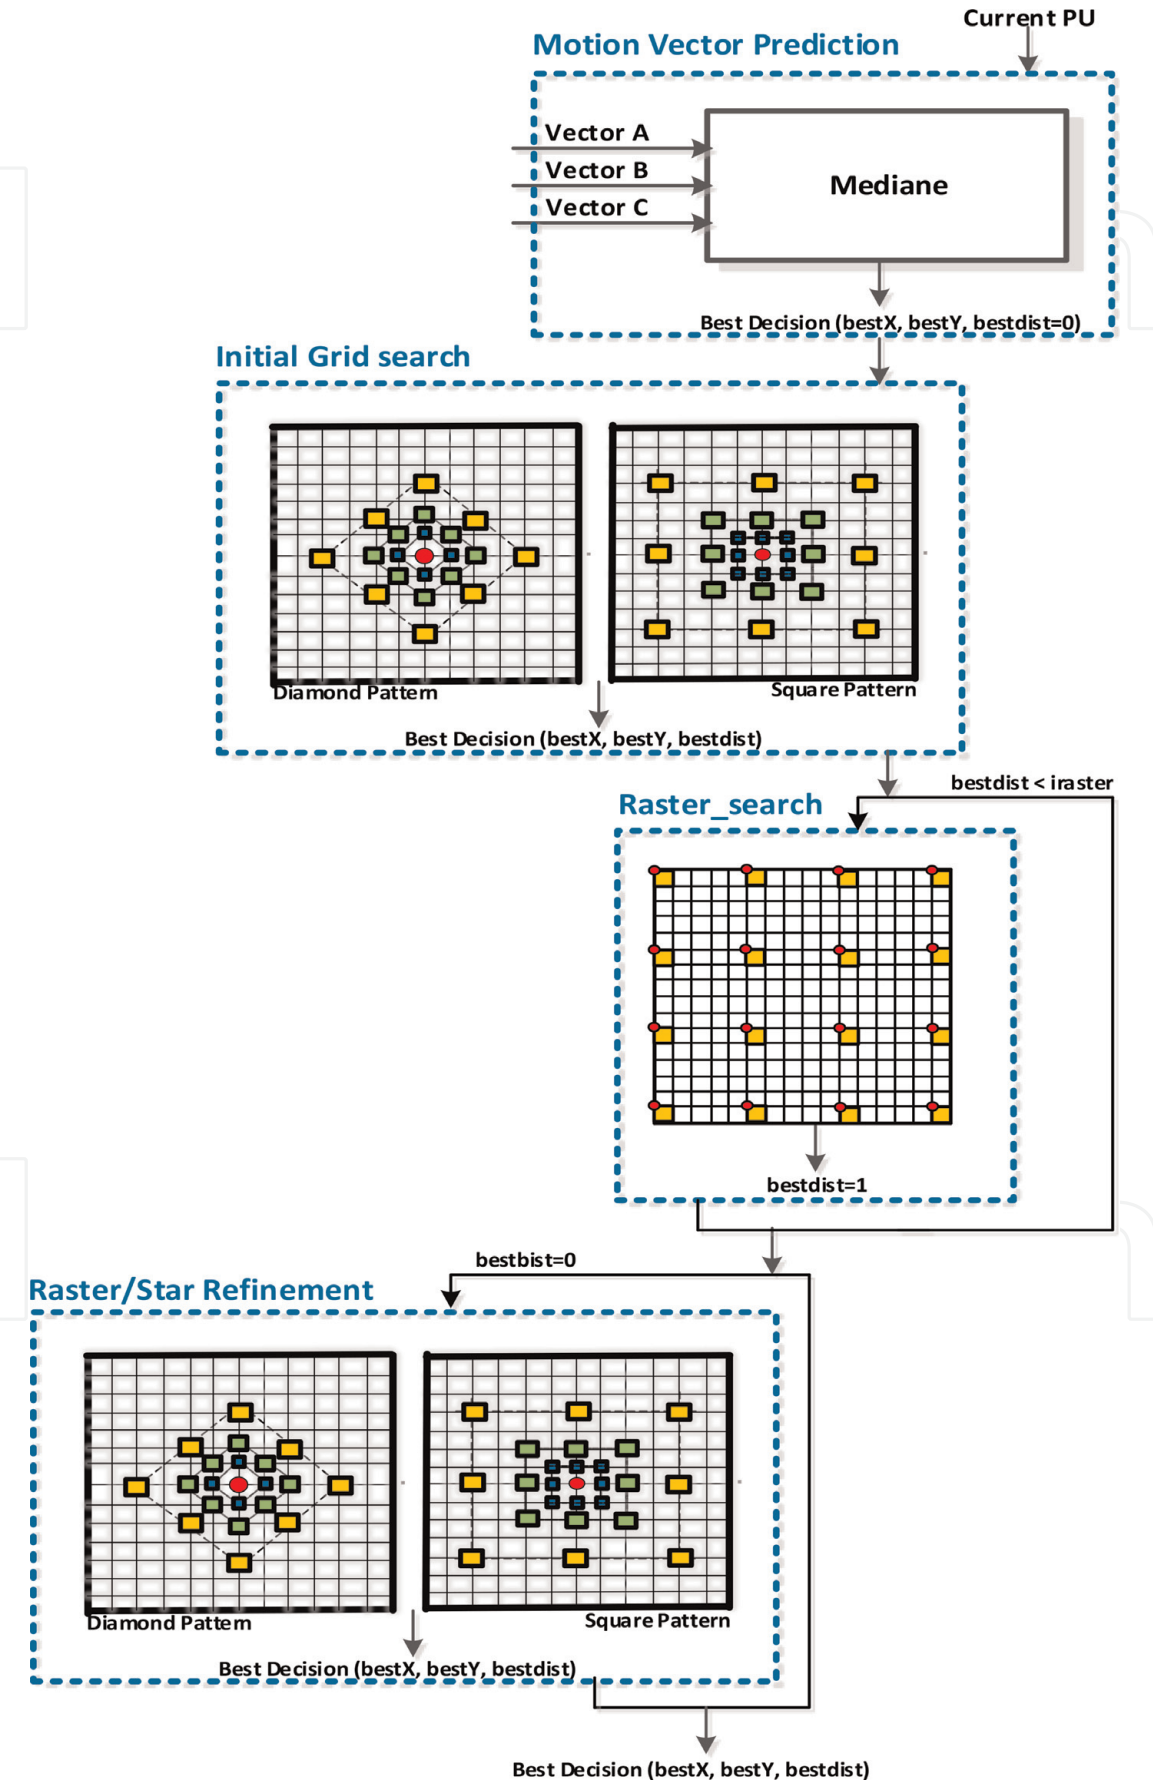 Current PU
Motion Vector Prediction
Vector A
Vector B
Vector C
Mediane
Best Decision (bestX, bestY, bestdist=0)
Initial Grid search
Diamond Pattern
Square Pattern
Best Decision (bestX, bestY, bestdist)
bestdist < iraster
Raster_search
bestdist=1
bestbist=0
Raster/Star Refinement
Diamond Pattern
Square Pattern
Best Decision (bestX, bestY, bestdist)
Best Decision (bestX, bestY, bestdist)